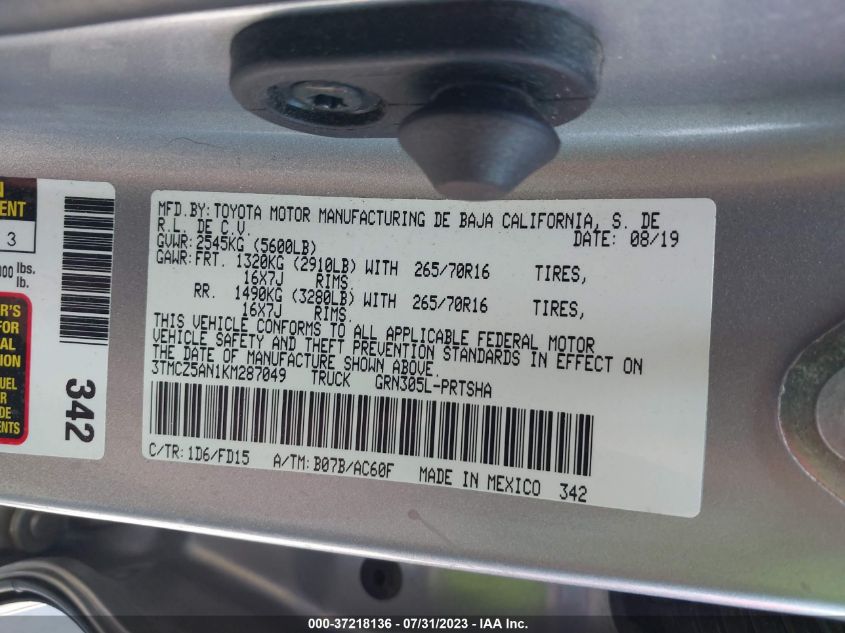 MFD.BY: TOYOTA MOTOR MANUFACTURING DE BAJA CALIFORNIA, S. DE
R.L. DE C.V. DATE: 08/19
GVWR: 2545KG (5600LB)
GAWR: FRT. 1320KG (2910LB) WITH 265/70R16 TIRES,
16X7J RIMS.
RR. 1490KG (3280LB) WITH 265/70R16 TIRES,
16X7J RIMS.
THIS VEHICLE CONFORMS TO ALL APPLICABLE FEDERAL MOTOR
VEHICLE SAFETY AND THEFT PREVENTION STANDARDS IN EFFECT ON
THE DATE OF MANUFACTURE SHOWN ABOVE.
3TMCZ5AN1KM287049 TRUCK GRN305L-PRTSHA
C/TR: 1D6/FD15 A/TM: B07B/AC60F MADE IN MEXICO 342
3
lbs.
lb.
FOR
342
000-37218136 - 07/31/2023 - IAA Inc.